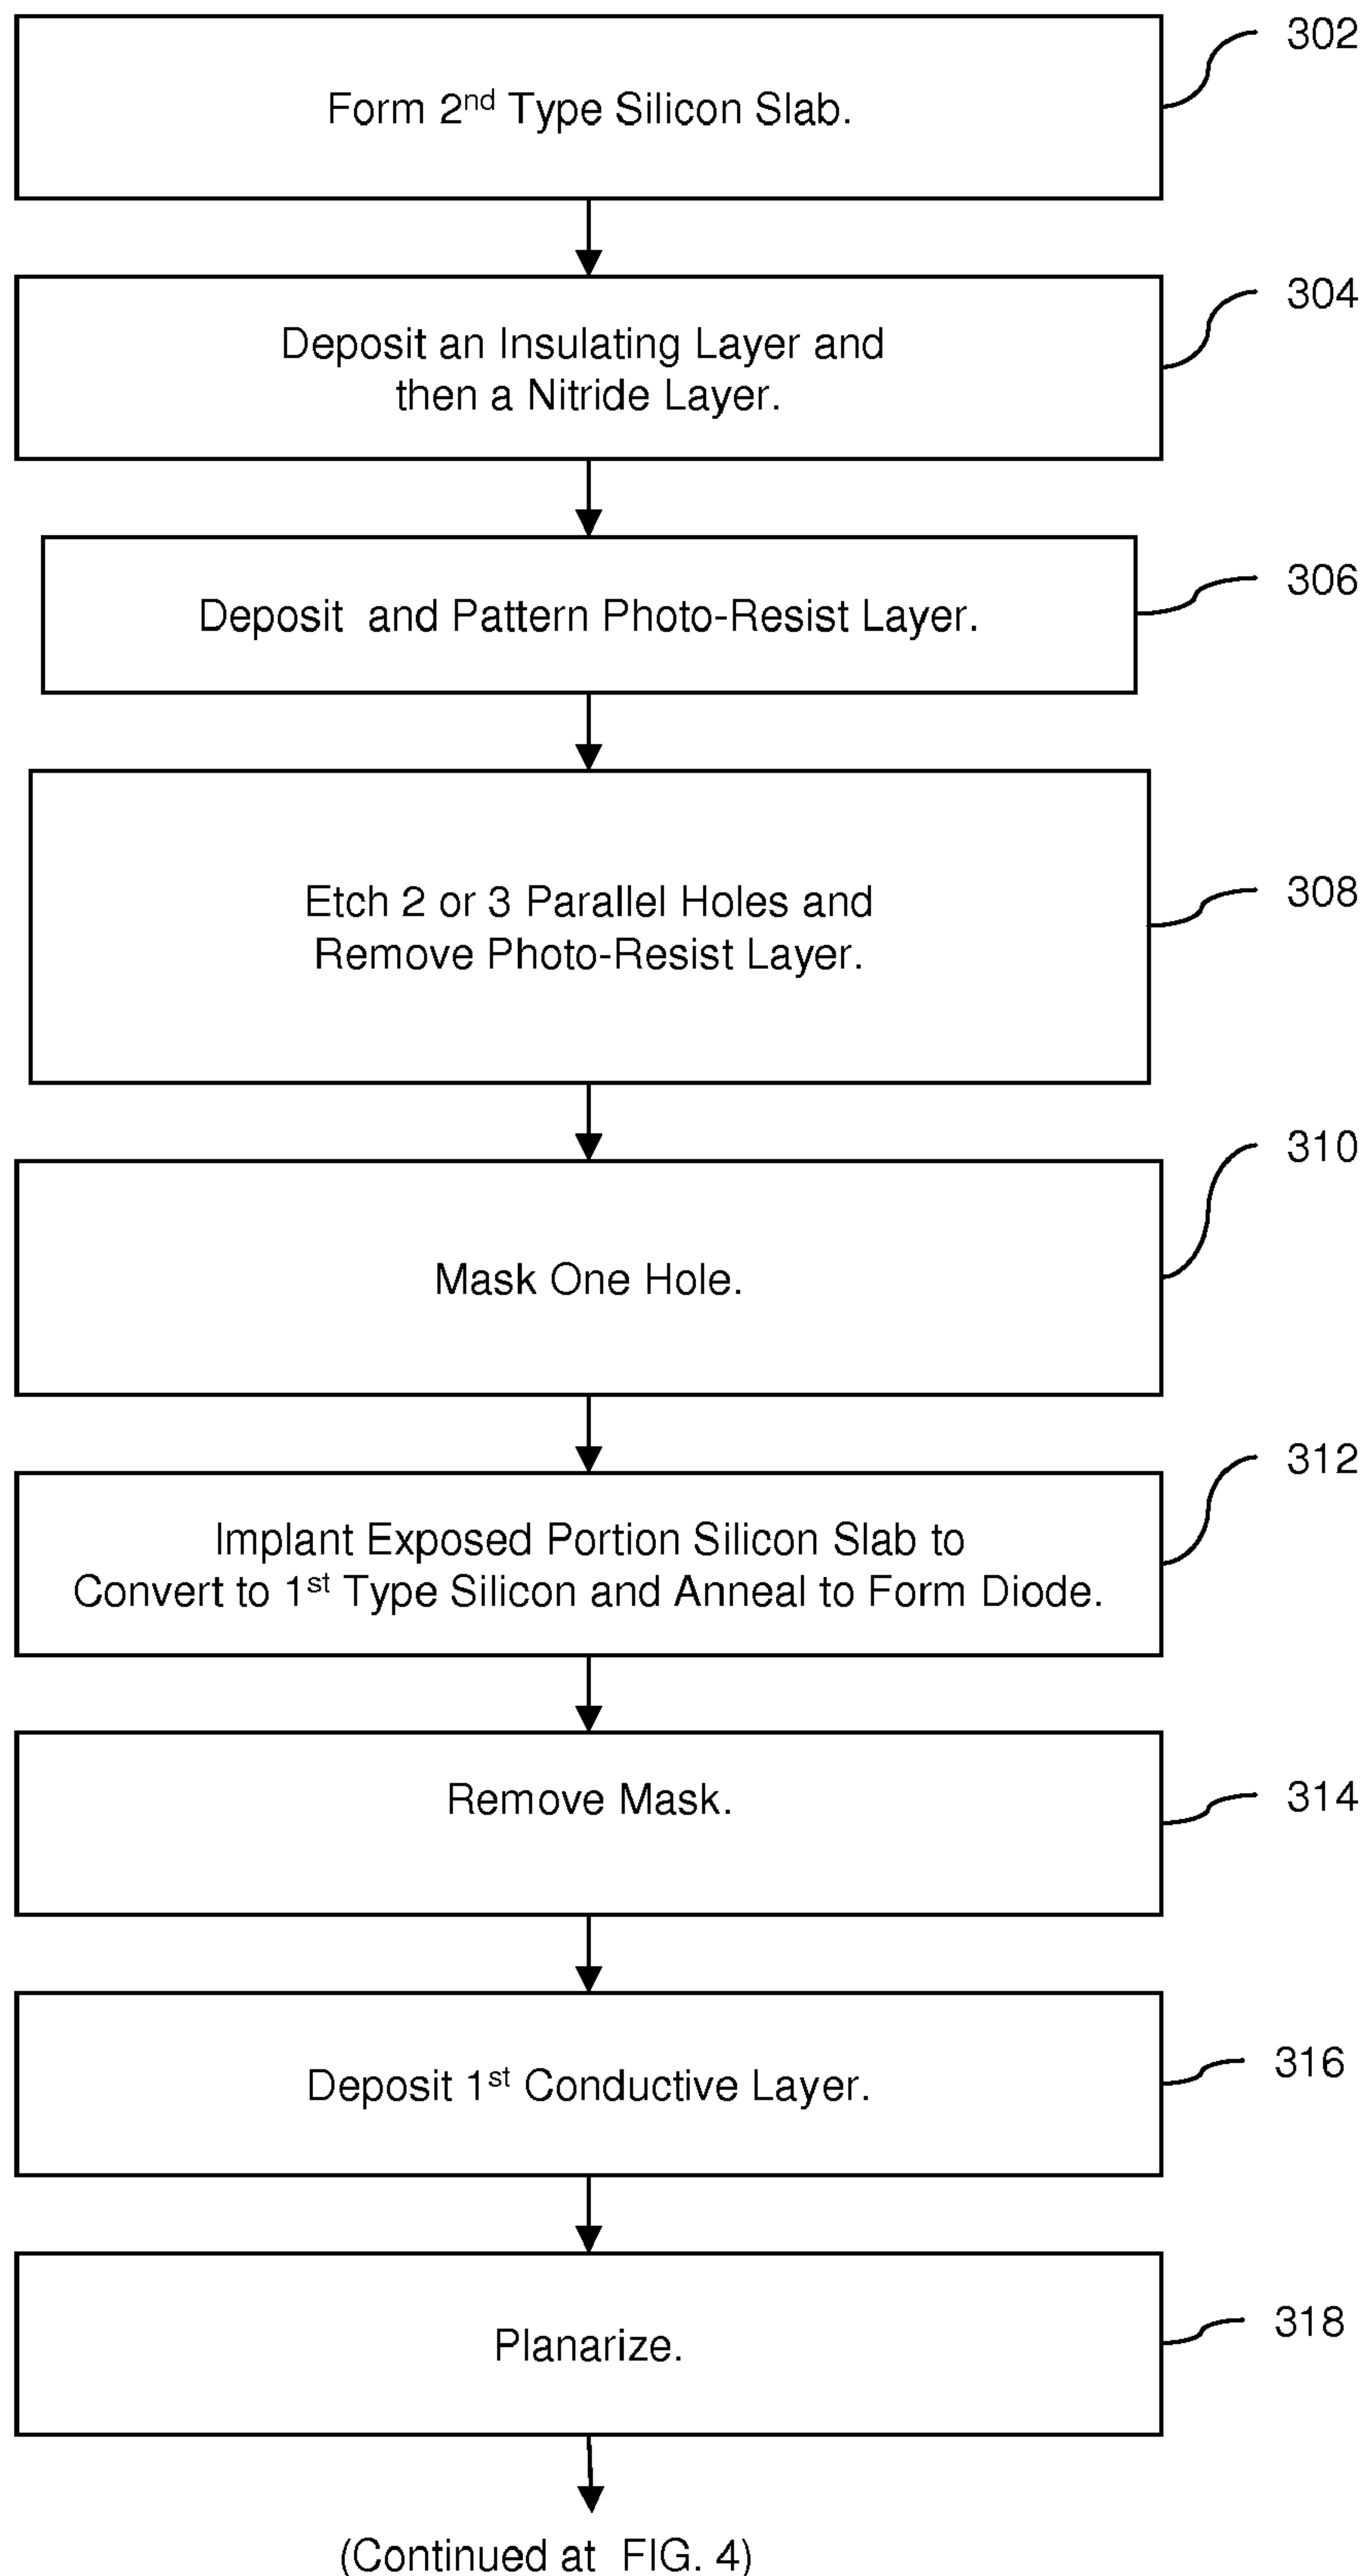 302
Form 2nd Type Silicon Slab.
304
Deposit an Insulating Layer and
then a Nitride Layer.
306
Deposit and Pattern Photo-Resist Layer.
308
Etch 2 or 3 Parallel Holes and
Remove Photo-Resist Layer.
310
Mask One Hole.
312
Implant Exposed Portion Silicon Slab to
Convert to 1st Type Silicon and Anneal to Form Diode.
314
Remove Mask.
316
Deposit 1st Conductive Layer.
318
Planarize.
(Continued at FIG. 4)